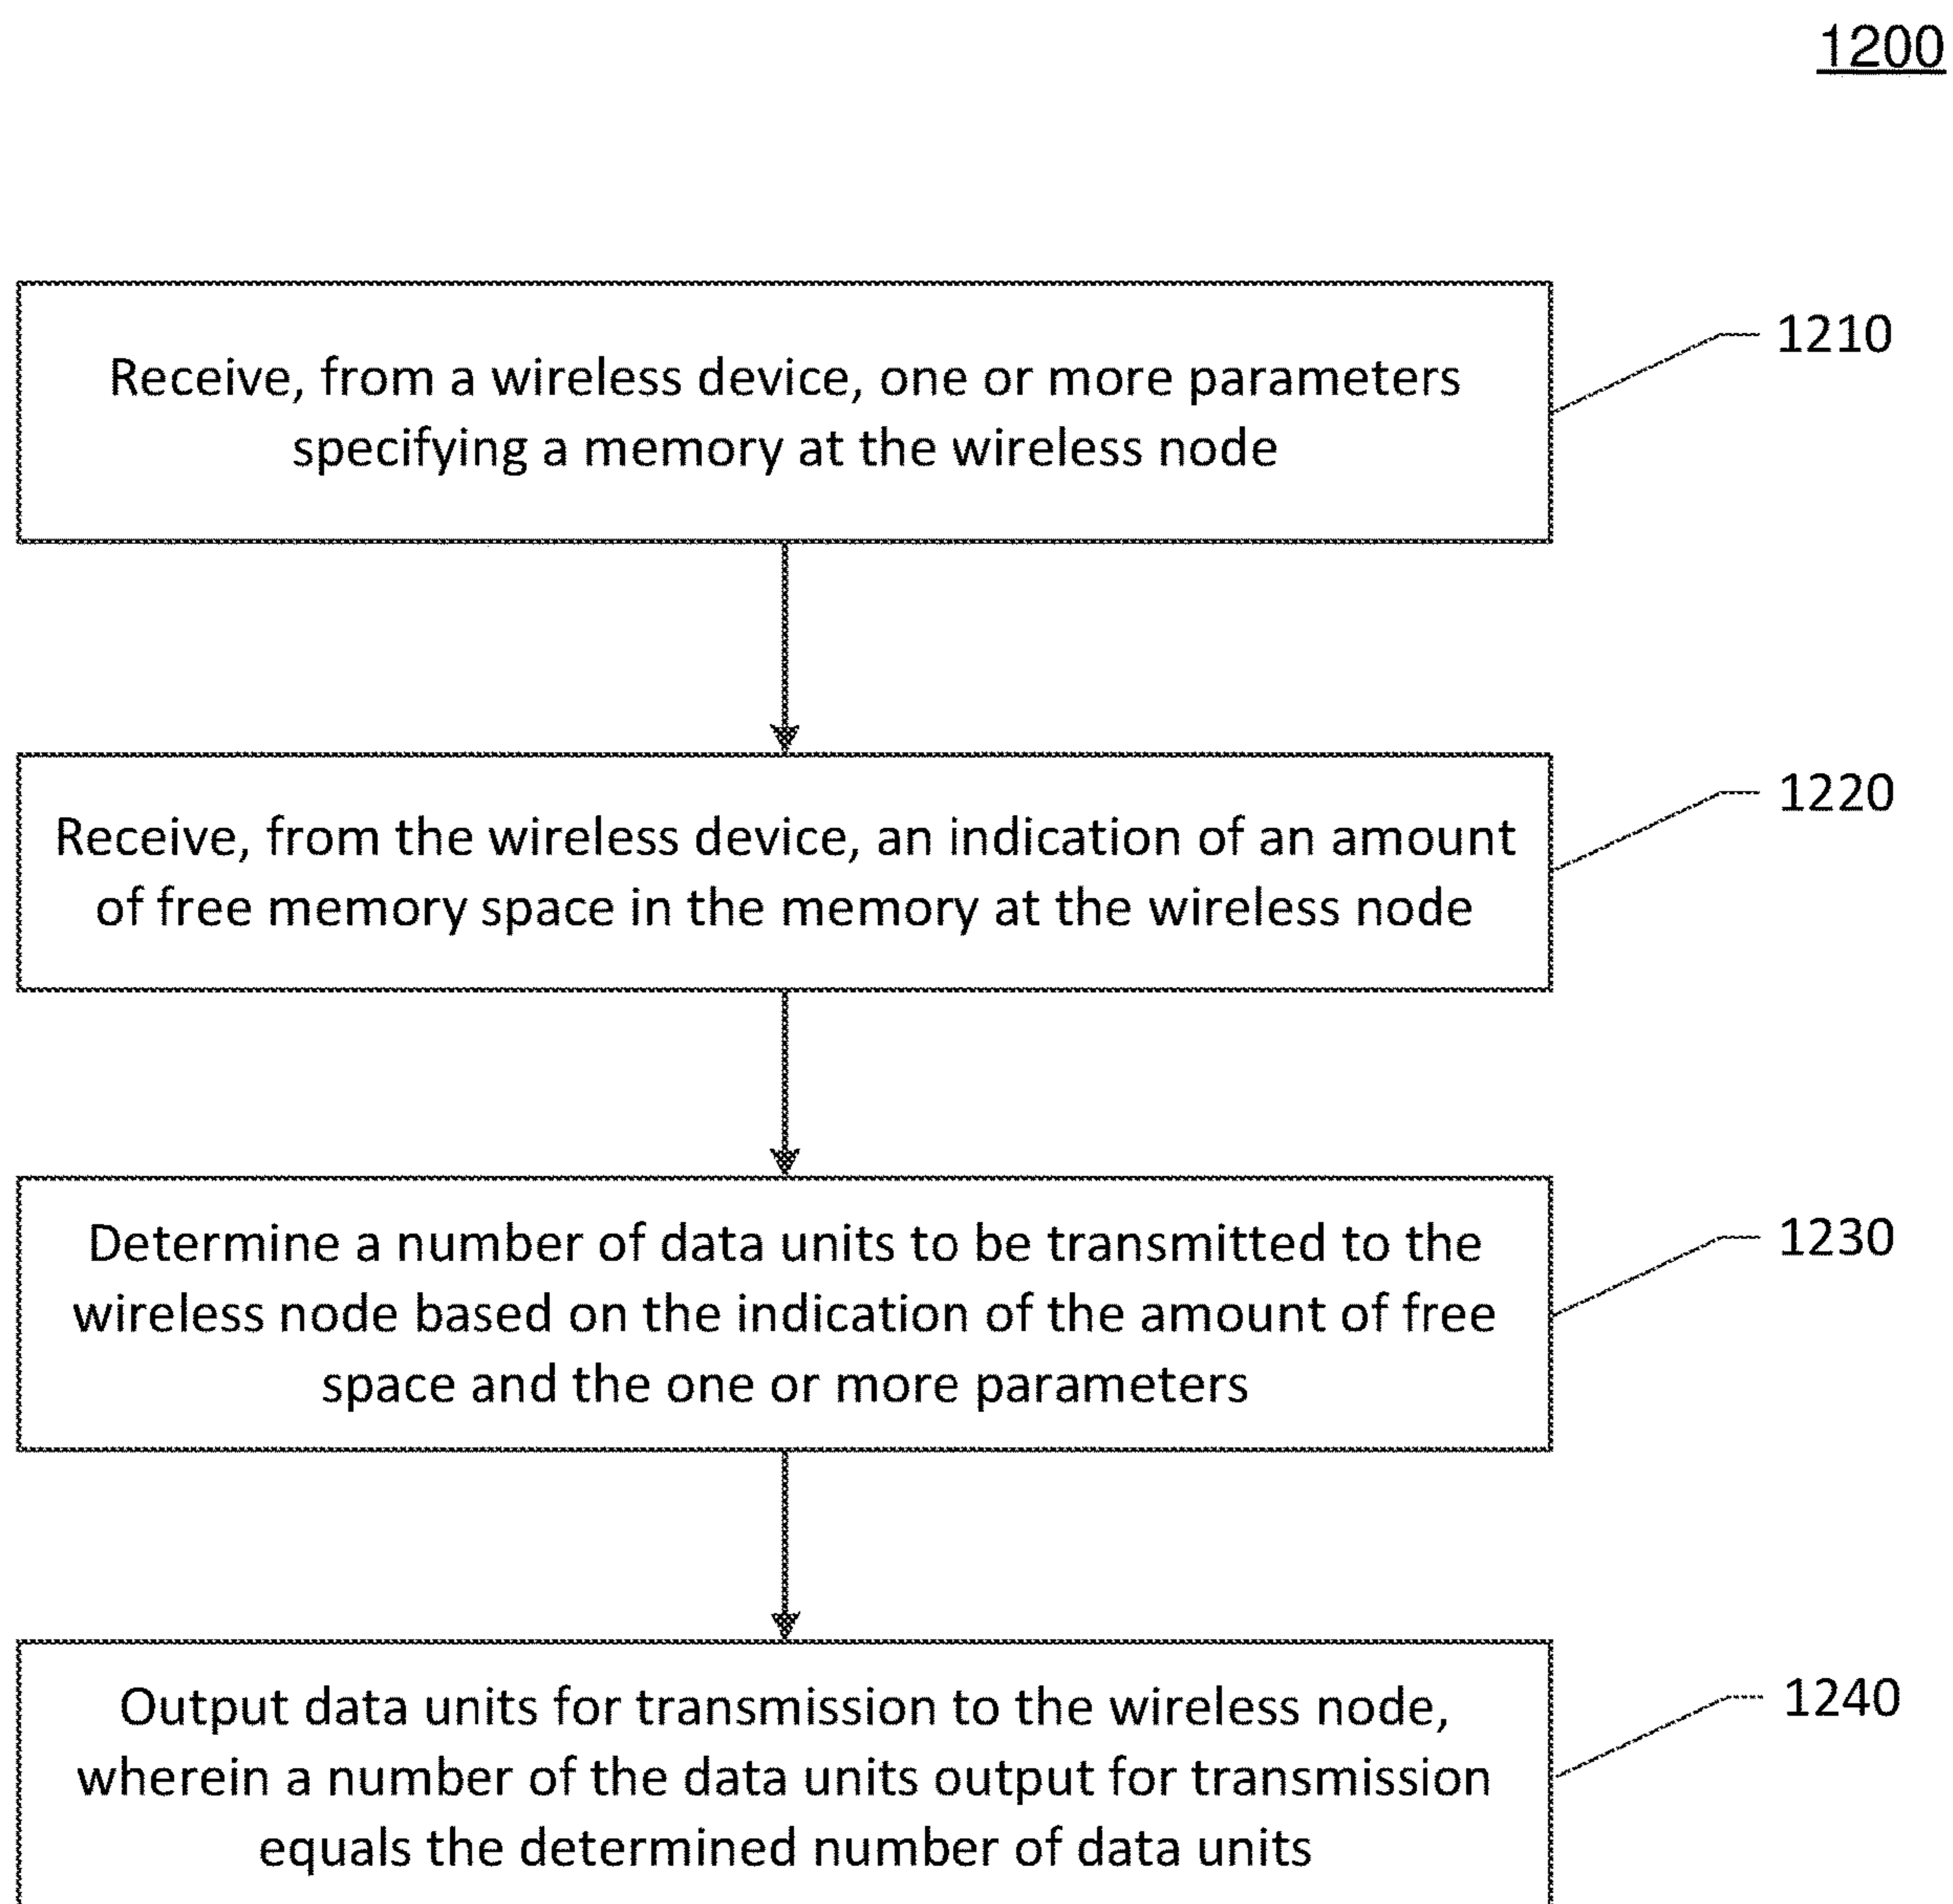 1200
Receive, from a wireless device, one or more parameters
specifying a memory at the wireless node
1210
Receive, from the wireless device, an indication of an amount
of free memory space in the memory at the wireless node
1220
Determine a number of data units to be transmitted to the
wireless node based on the indication of the amount of free
space and the one or more parameters
1230
Output data units for transmission to the wireless node,
wherein a number of the data units output for transmission
equals the determined number of data units
1240